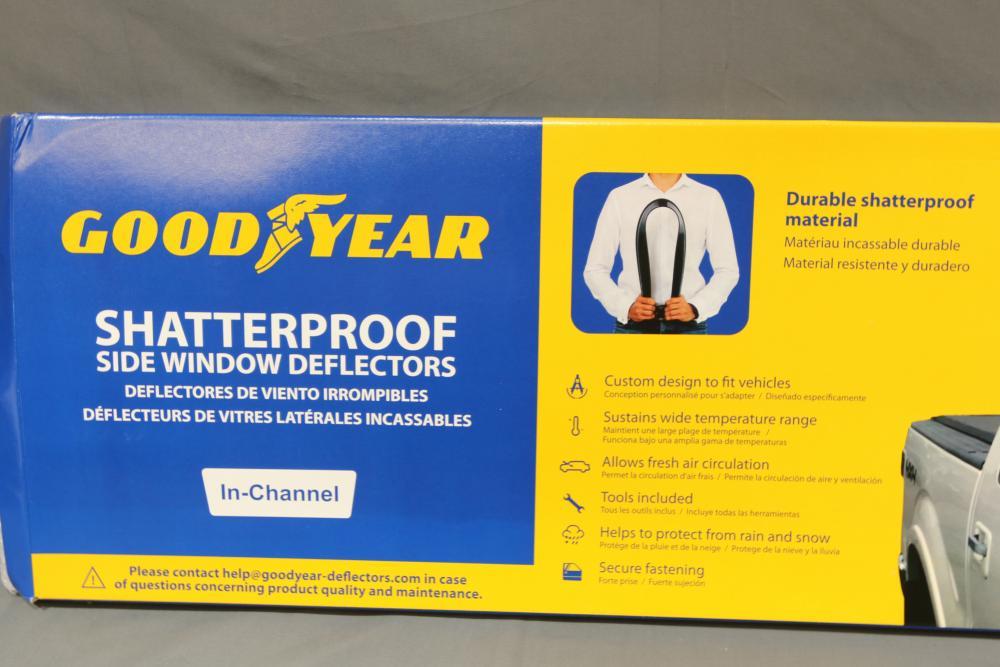 GOOD YEAR
SHATTERPROOF
SIDE WINDOW DEFLECTORS
DEFLECTORES DE VIENTO IRROMPIBLES
DÉFLECTEURS DE VITRES LATÉRALES INCASSABLES
In-Channel
Please contact help@goodyear-deflectors.com in case
of questions concerning product quality and maintenance.
Durable shatterproof
material
Matériau incassable durable
Material resistente y duradero
Custom design to fit vehicles
Conception personnalisé pour s'adapter / Diseñado específicamente
Sustains wide temperature range
Maintient une large plage de température /
Funciona bajo una amplia gama de temperaturas
Allows fresh air circulation
Permet la circulation d'air frais / Permite la circulación de aire y ventilación
Tools included
Tous les outils inclus / Incluye todas las herramientas
Helps to protect from rain and snow
Protège de la pluie et de la neige / Protege de la nieve y la lluvia
Secure fastening
Forte prise / Fuerte sujeción